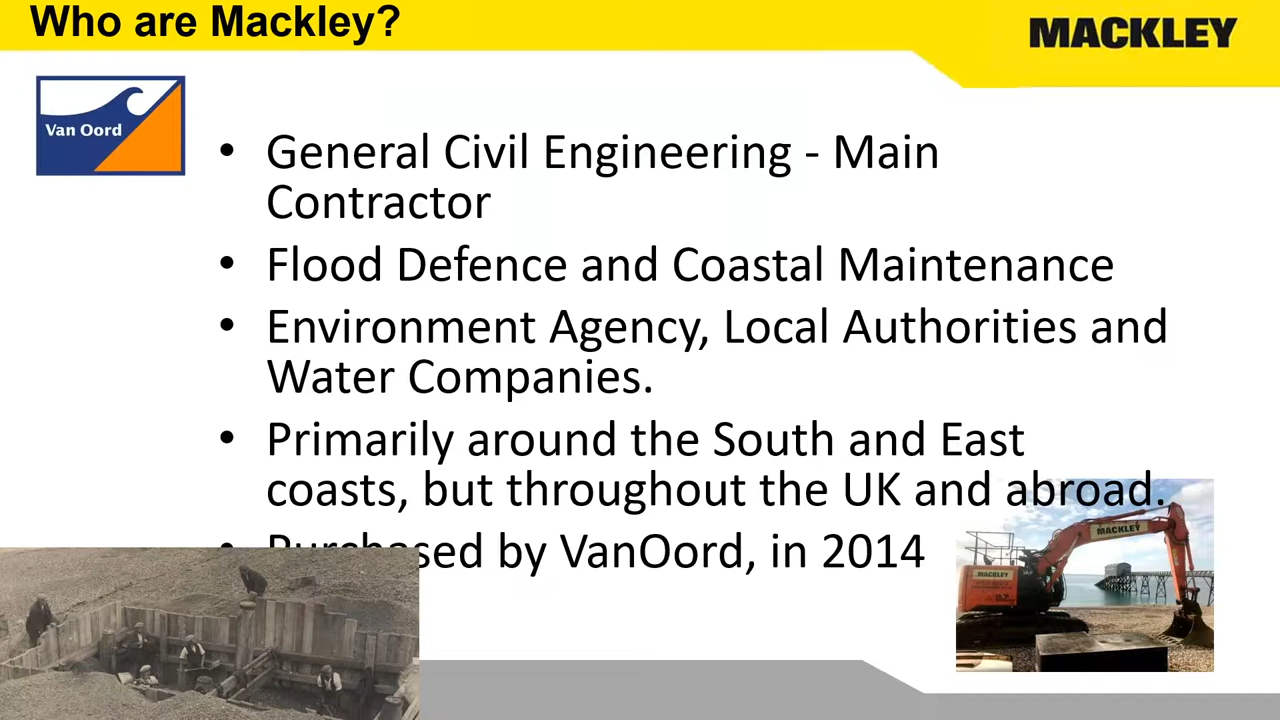 Who are Mackley?
MACKLEY
Van Oord
• General Civil Engineering - Main
Contractor
• Flood Defence and Coastal Maintenance
• Environment Agency, Local Authorities and
Water Companies.
• Primarily around the South and East
coasts, but throughout the UK and abroad.
• Purchased by VanOord, in 2014
MACKLEY
MACKLEY